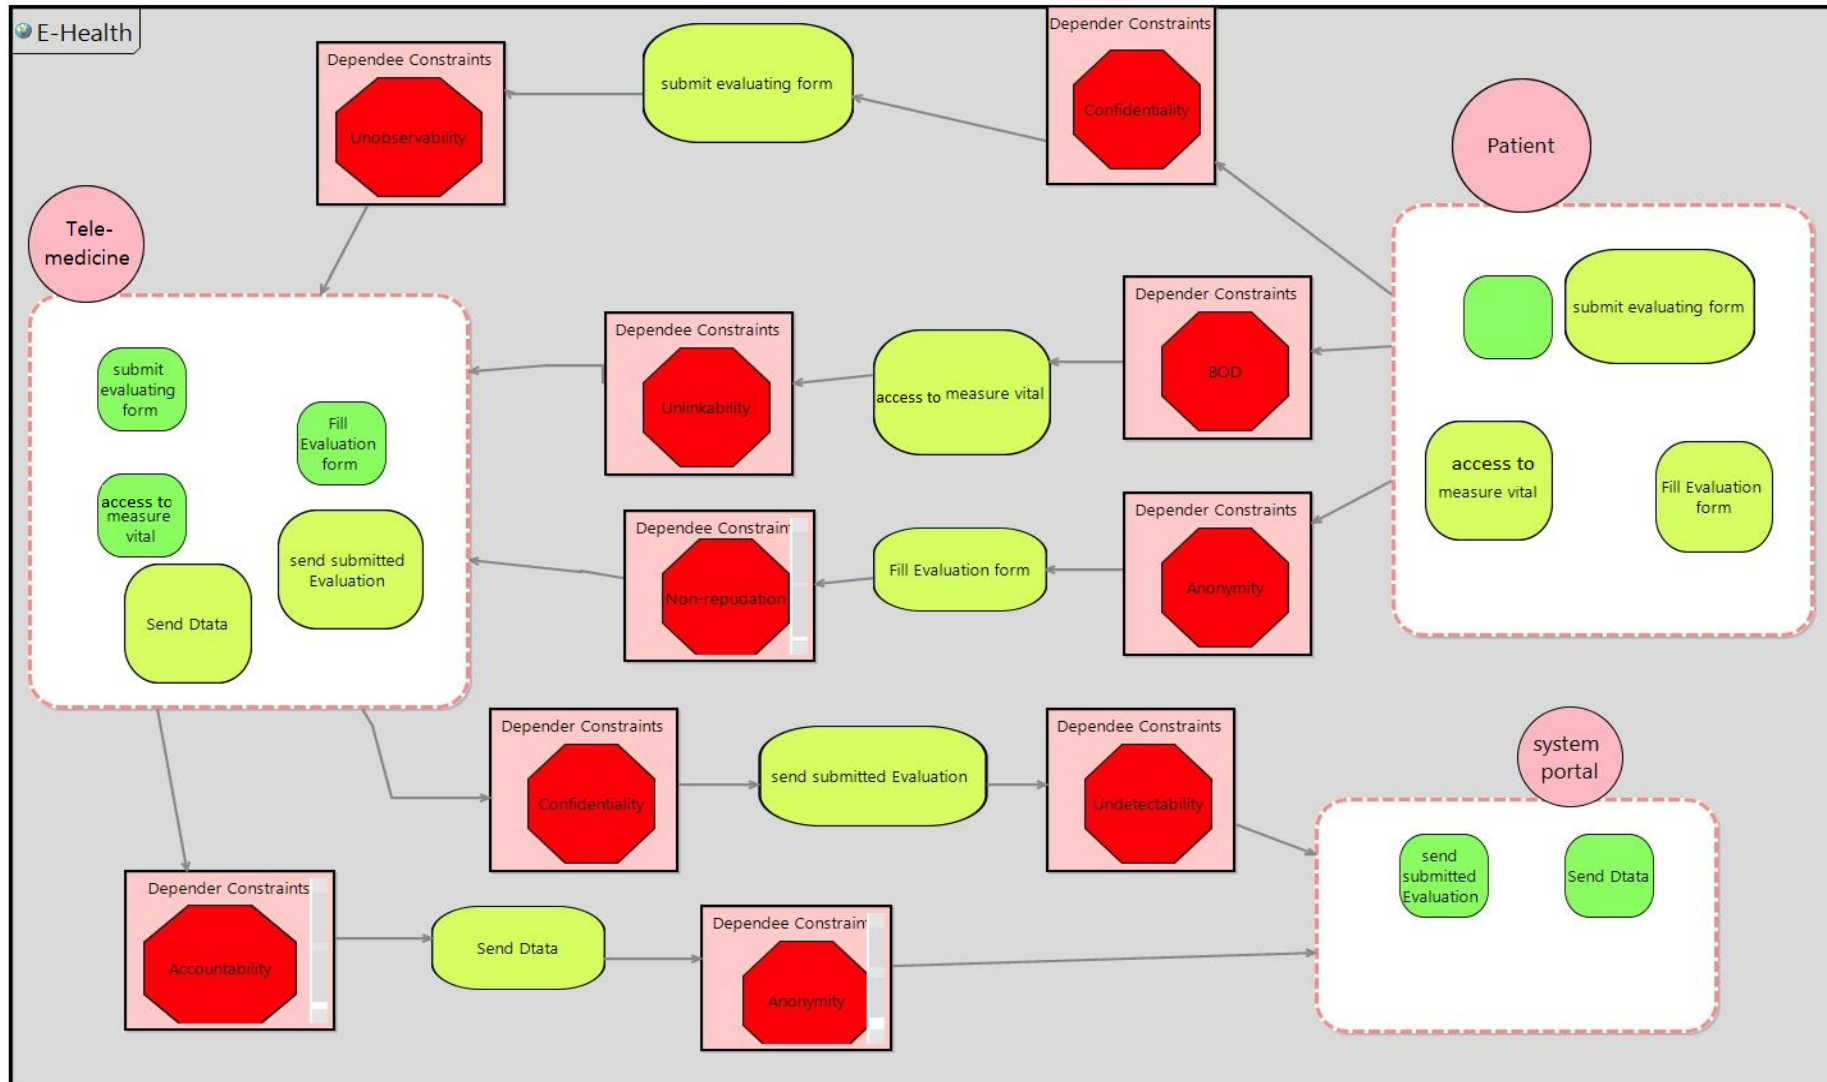 E-Health
Dependee Constraints
Unobservability
submit evaluating form
Depender Constraints
Confidentiality
Patient
Tele-
medicine
submit
evaluating
form
Fill
Evaluation
form
access to
measure
vital
send submitted
Evaluation
Send Dtata
Dependee Constraints
Unlinkability
access to measure vital
Depender Constraints
BOD
submit evaluating form
access to
measure vital
Fill Evaluation
form
Dependee Constrain
Non-repudation
Fill Evaluation form
Depender Constraints
Anonymity
Depender Constraints
Confidentiality
send submitted Evaluation
Dependee Constraints
Undetectability
system
portal
send
submitted
Evaluation
Send Dtata
Depender Constraints
Accountability
Send Dtata
Dependee Constrain
Anonymity